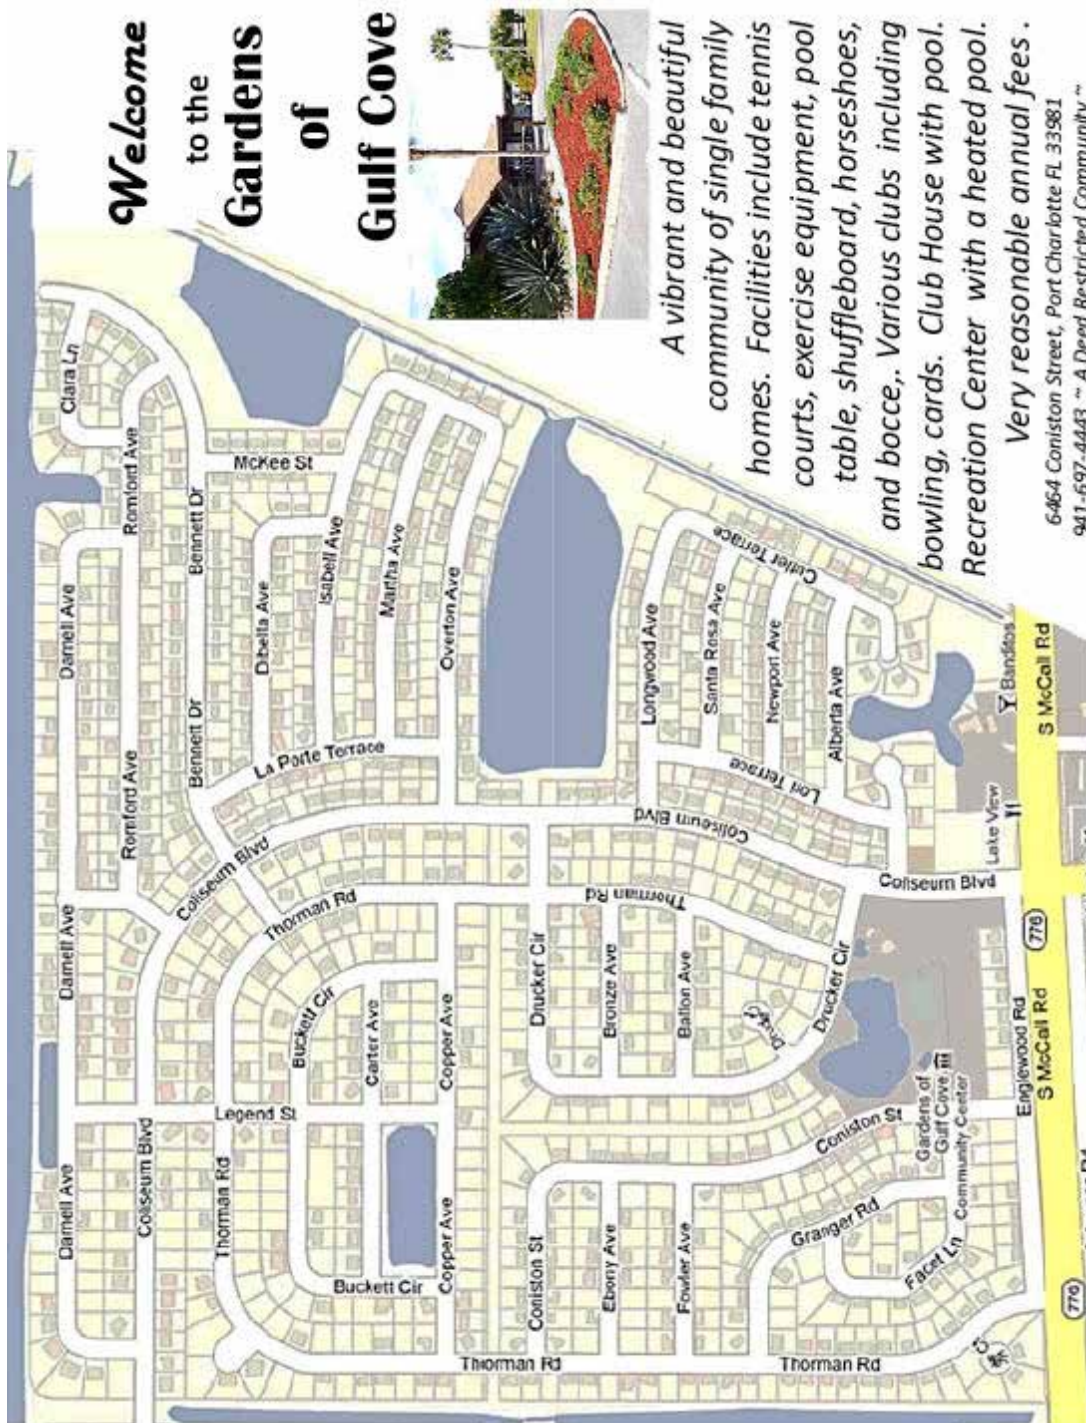 Welcome
to the
Gardens
of
Gulf Cove
A vibrant and beautiful
community of single family
homes. Facilities include tennis
courts, exercise equipment, pool
table, shuffleboard, horseshoes,
and bocce,. Various clubs including
bowling, cards. Club House with pool.
Recreation Center with a heated pool.
Very reasonable annual fees .
6464 Coniston Street, Port Charlotte FL 33981
941-697-4443 ~ A Deed Restricted Community ~
Clara Ln
Romford Ave
McKee St
Bennett Dr
Darnell Ave
Dibella Ave
Isabell Ave
Martha Ave
Overton Ave
Bennett Dr
La Porte Terrace
Romford Ave
Darnell Ave
Coliseum Blvd
Thorman Rd
Buckett Cir
Carter Ave
Copper Ave
Legend St
Darnell Ave
Coliseum Blvd
Thorman Rd
Buckett Cir
Copper Ave
Longwood Ave
Cutler Terrace
Santa Rosa Ave
Newport Ave
Alberta Ave
Lori Terrace
Coliseum Blvd
Thorman Rd
Drucker Cir
Bronze Ave
Ballon Ave
Drucker Cir
Coliseum Blvd
Lake View
Banditos
S McCall Rd
776
S McCall Rd
Englewood Rd
Gardens of
Gulf Cove
Community Center
Coniston St
Granger Rd
Facet Ln
Coniston St
Ebony Ave
Fowler Ave
Thorman Rd
Thorman Rd
776